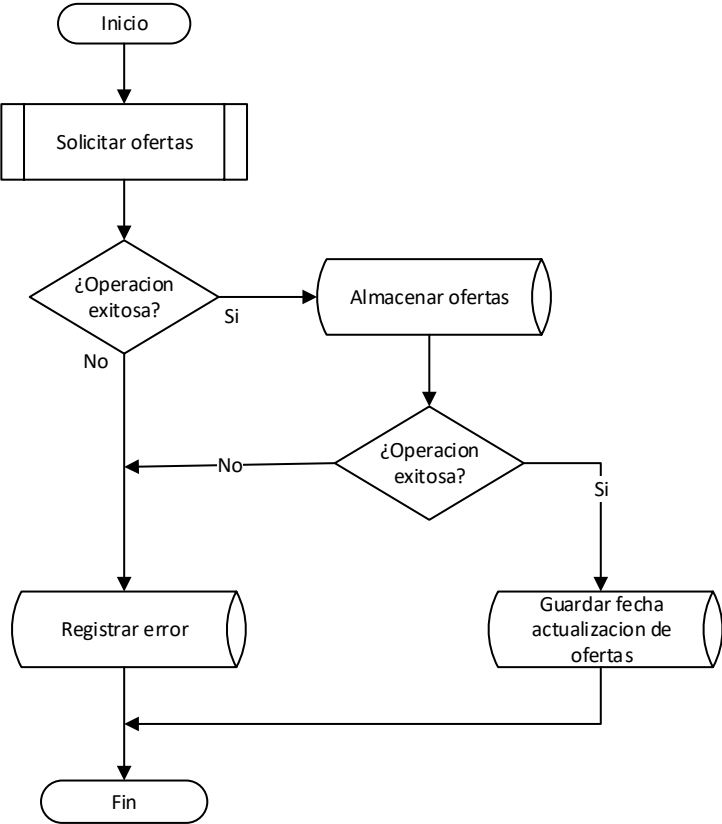 Inicio
Solicitar ofertas
¿Operacion
exitosa?
Si
No
Almacenar ofertas
¿Operacion
exitosa?
No
Si
Registrar error
Guardar fecha
actualizacion de
ofertas
Fin